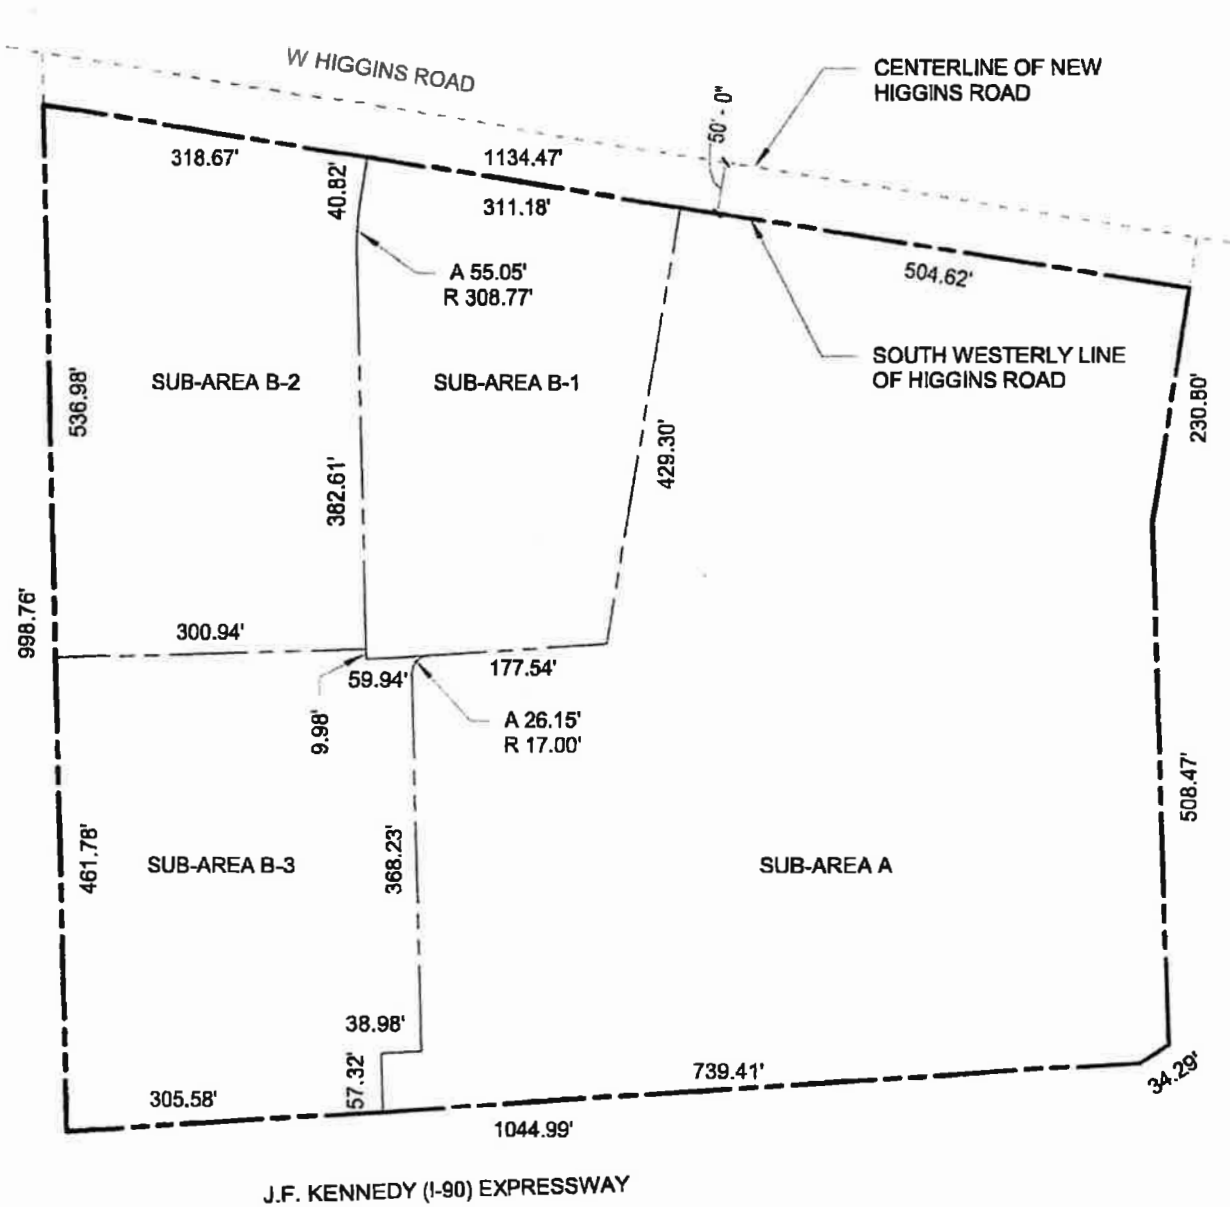 W HIGGINS ROAD
CENTERLINE OF NEW
HIGGINS ROAD
50' - 0"
318.67'
40.82'
1134.47'
311.18'
A 55.05'
R 308.77'
504.62'
SOUTH WESTERLY LINE
OF HIGGINS ROAD
SUB-AREA B-2
SUB-AREA B-1
536.98'
230.80'
429.30'
382.61'
998.76'
300.94'
59.94'
177.54'
9.98'
A 26.15'
R 17.00'
508.47'
461.78'
SUB-AREA B-3
368.23'
SUB-AREA A
38.98'
57.32'
739.41'
34.29'
305.58'
1044.99'
J.F. KENNEDY (I-90) EXPRESSWAY